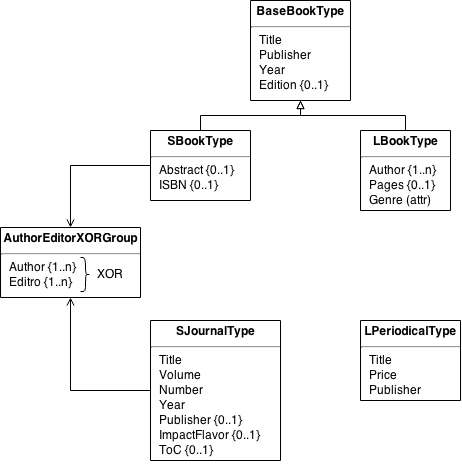 BaseBookType
Title
Publisher
Year
Edition {0..1}
SBookType
Abstract {0..1}
ISBN {0..1}
LBookType
Author {1..n}
Pages {0..1}
Genre (attr)
AuthorEditorXORGroup
Author {1..n}
Editro {1..n}
XOR
SJournalType
Title
Volume
Number
Year
Publisher {0..1}
ImpactFlavor {0..1}
ToC {0..1}
LPeriodicalType
Title
Price
Publisher